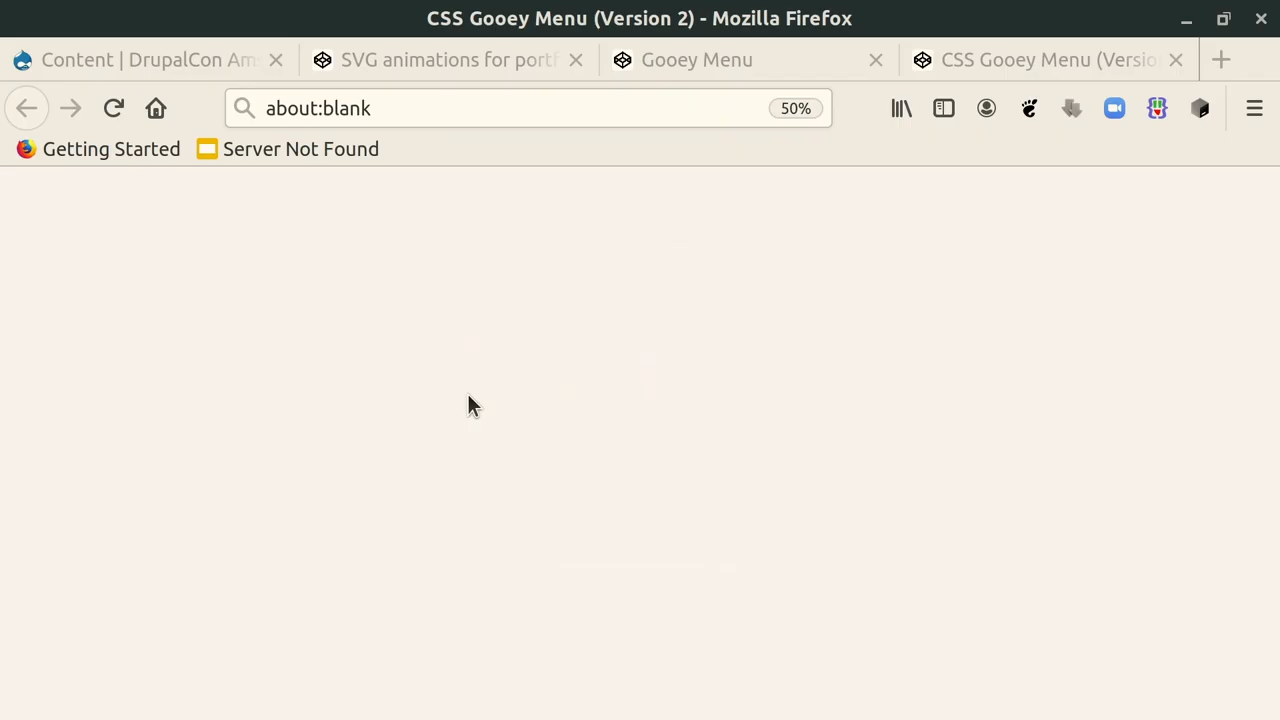 CSS Gooey Menu (Version 2) - Mozilla Firefox
Content | DrupalCon Am
SVG animations for portf
Gooey Menu
CSS Gooey Menu (Versio
about:blank
50%
Getting Started
Server Not Found